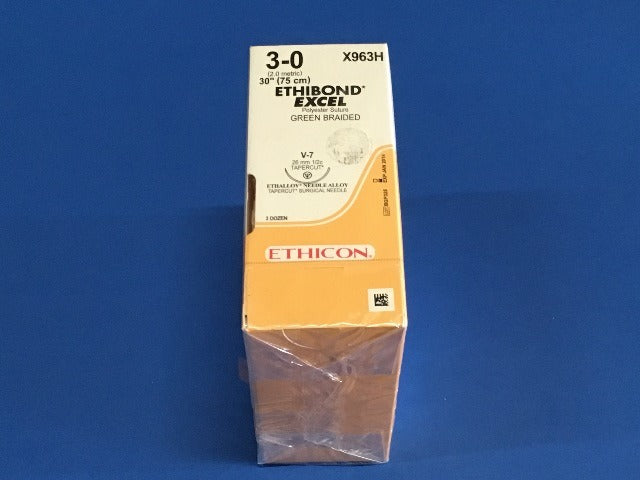 3-0
X963H
(2.0 metric)
30" (75 cm)
ETHIBOND*
EXCEL
Polyester Suture
GREEN BRAIDED
V-7
26 mm 1/2c
TAPERCUT*
ETHALLOY* NEEDLE ALLOY
TAPERCUT* SURGICAL NEEDLE
3 DOZEN
ETHICON.